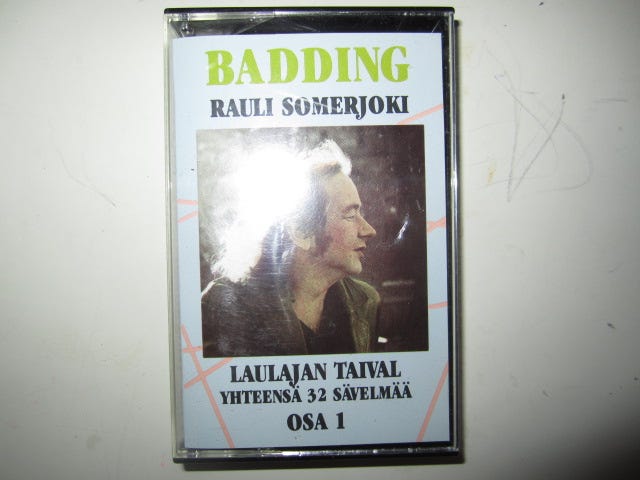 BADDING
RAULI SOMERJOKI
LAULAJAN TAIVAL
YHTEENSÄ 32 SÄVELMÄÄ
OSA 1